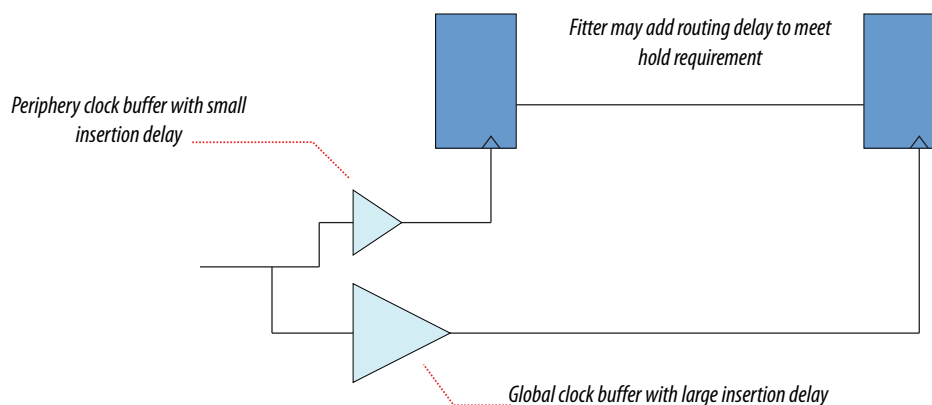 Fitter may add routing delay to meet
hold requirement
Periphery clock buffer with small
insertion delay
Global clock buffer with large insertion delay